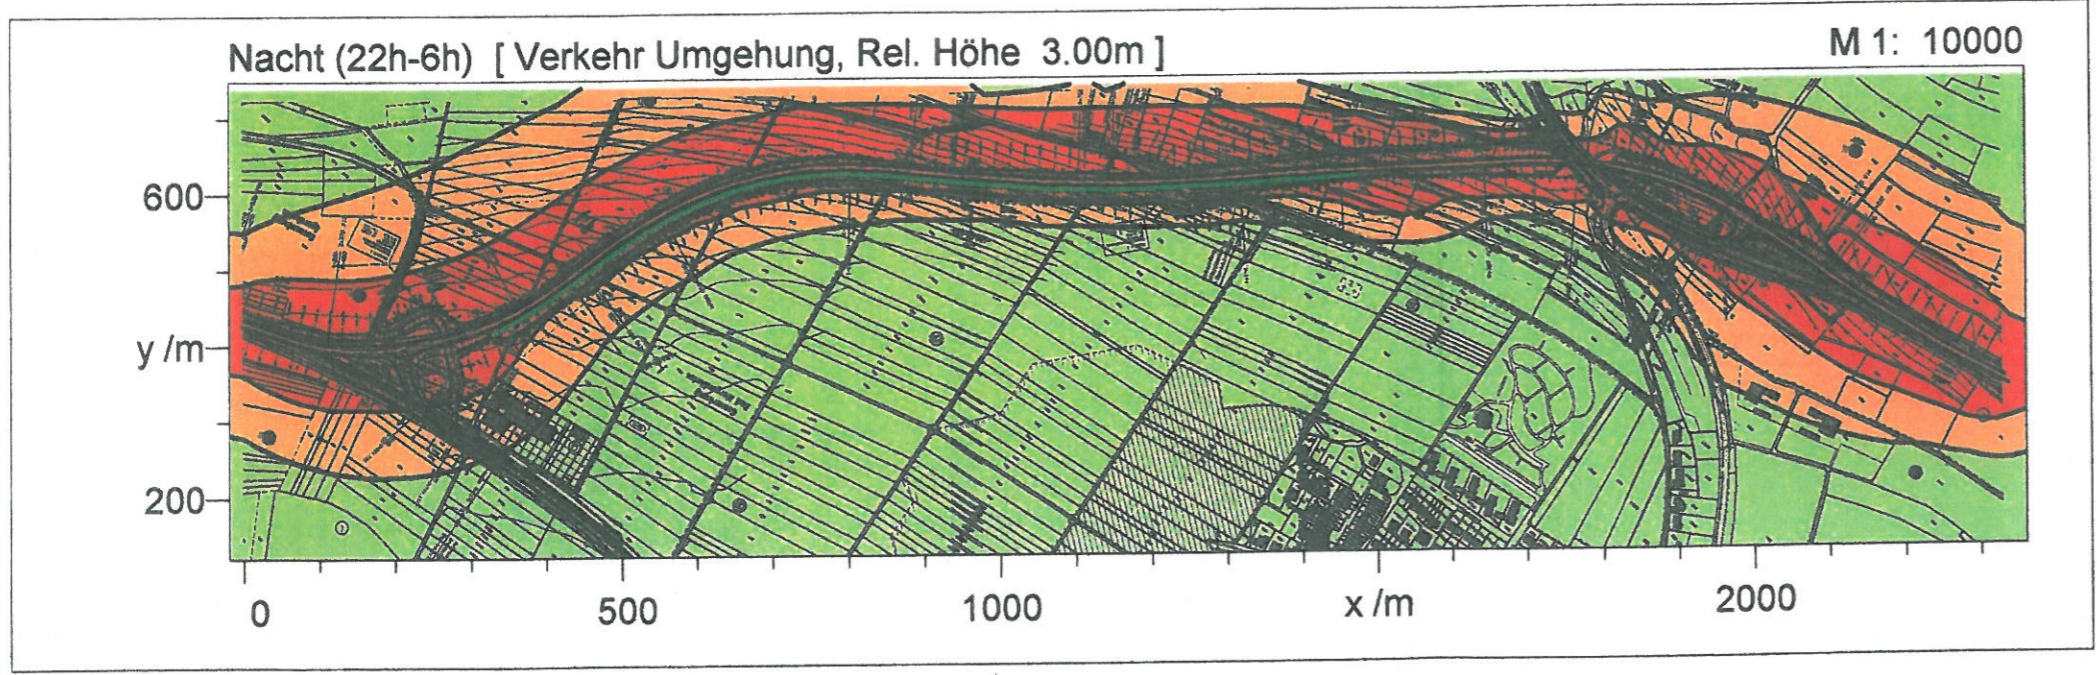 Nacht (22h-6h) [ Verkehr Umgehung, Rel. Höhe 3.00m ]
M 1: 10000
600
y /m
200
0 500 1000 x /m 2000